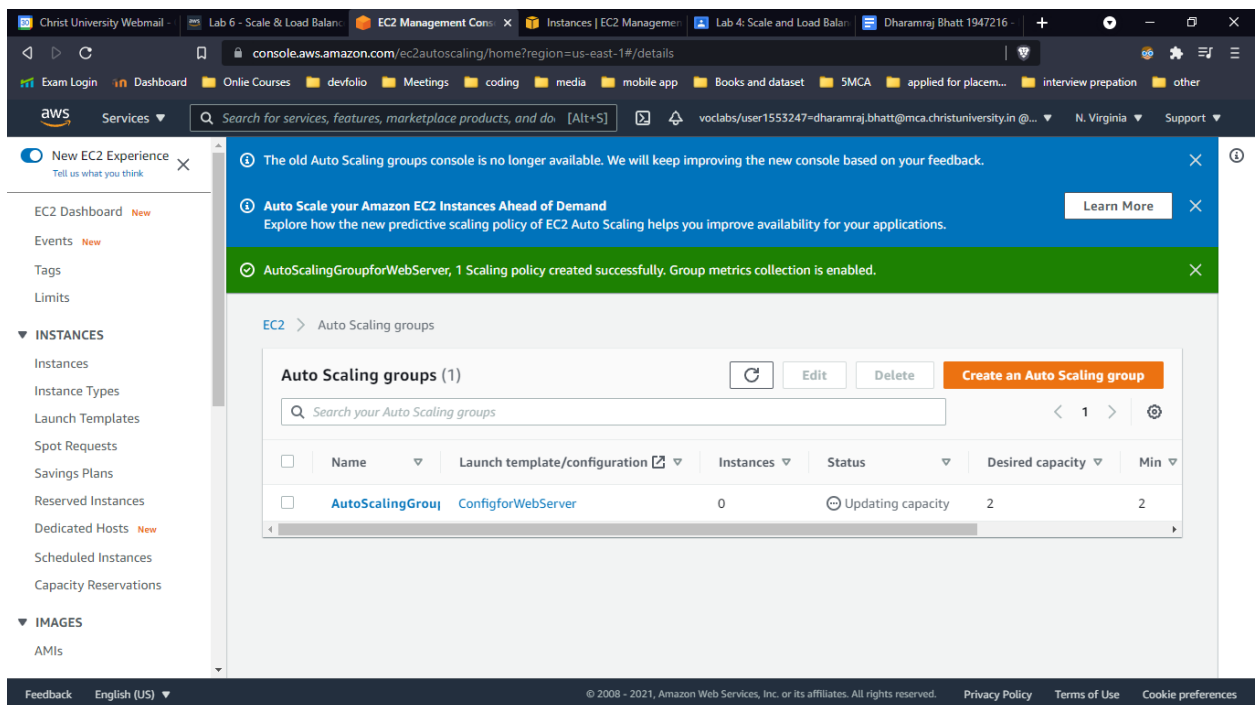 Christ University Webmail -
Lab 6 - Scale & Load Balanc
EC2 Management Cons
Instances | EC2 Managemen
Lab 4: Scale and Load Balan
Dharamraj Bhatt 1947216 -
console.aws.amazon.com/ec2autoscaling/home?region=us-east-1#/details
Exam Login
Dashboard
Onlie Courses
devfolio
Meetings
coding
media
mobile app
Books and dataset
5MCA
applied for placem...
interview prepation
other
aws
Services ▼
Search for services, features, marketplace products, and do
[Alt+S]
voclabs/user1553247=dharamraj.bhatt@mca.christuniversity.in @... ▼
N. Virginia ▼
Support ▼
New EC2 Experience
Tell us what you think
EC2 Dashboard New
Events New
Tags
Limits
▼ INSTANCES
Instances
Instance Types
Launch Templates
Spot Requests
Savings Plans
Reserved Instances
Dedicated Hosts New
Scheduled Instances
Capacity Reservations
▼ IMAGES
AMIs
The old Auto Scaling groups console is no longer available. We will keep improving the new console based on your feedback.
Auto Scale your Amazon EC2 Instances Ahead of Demand
Explore how the new predictive scaling policy of EC2 Auto Scaling helps you improve availability for your applications.
Learn More
AutoScalingGroupforWebServer, 1 Scaling policy created successfully. Group metrics collection is enabled.
EC2 > Auto Scaling groups
Auto Scaling groups (1)
Edit
Delete
Create an Auto Scaling group
Search your Auto Scaling groups
< 1 >
Name
Launch template/configuration
Instances
Status
Desired capacity
Min
AutoScalingGrou
ConfigforWebServer
0
Updating capacity
2
2
Feedback
English (US) ▼
© 2008 - 2021, Amazon Web Services, Inc. or its affiliates. All rights reserved.
Privacy Policy
Terms of Use
Cookie preferences